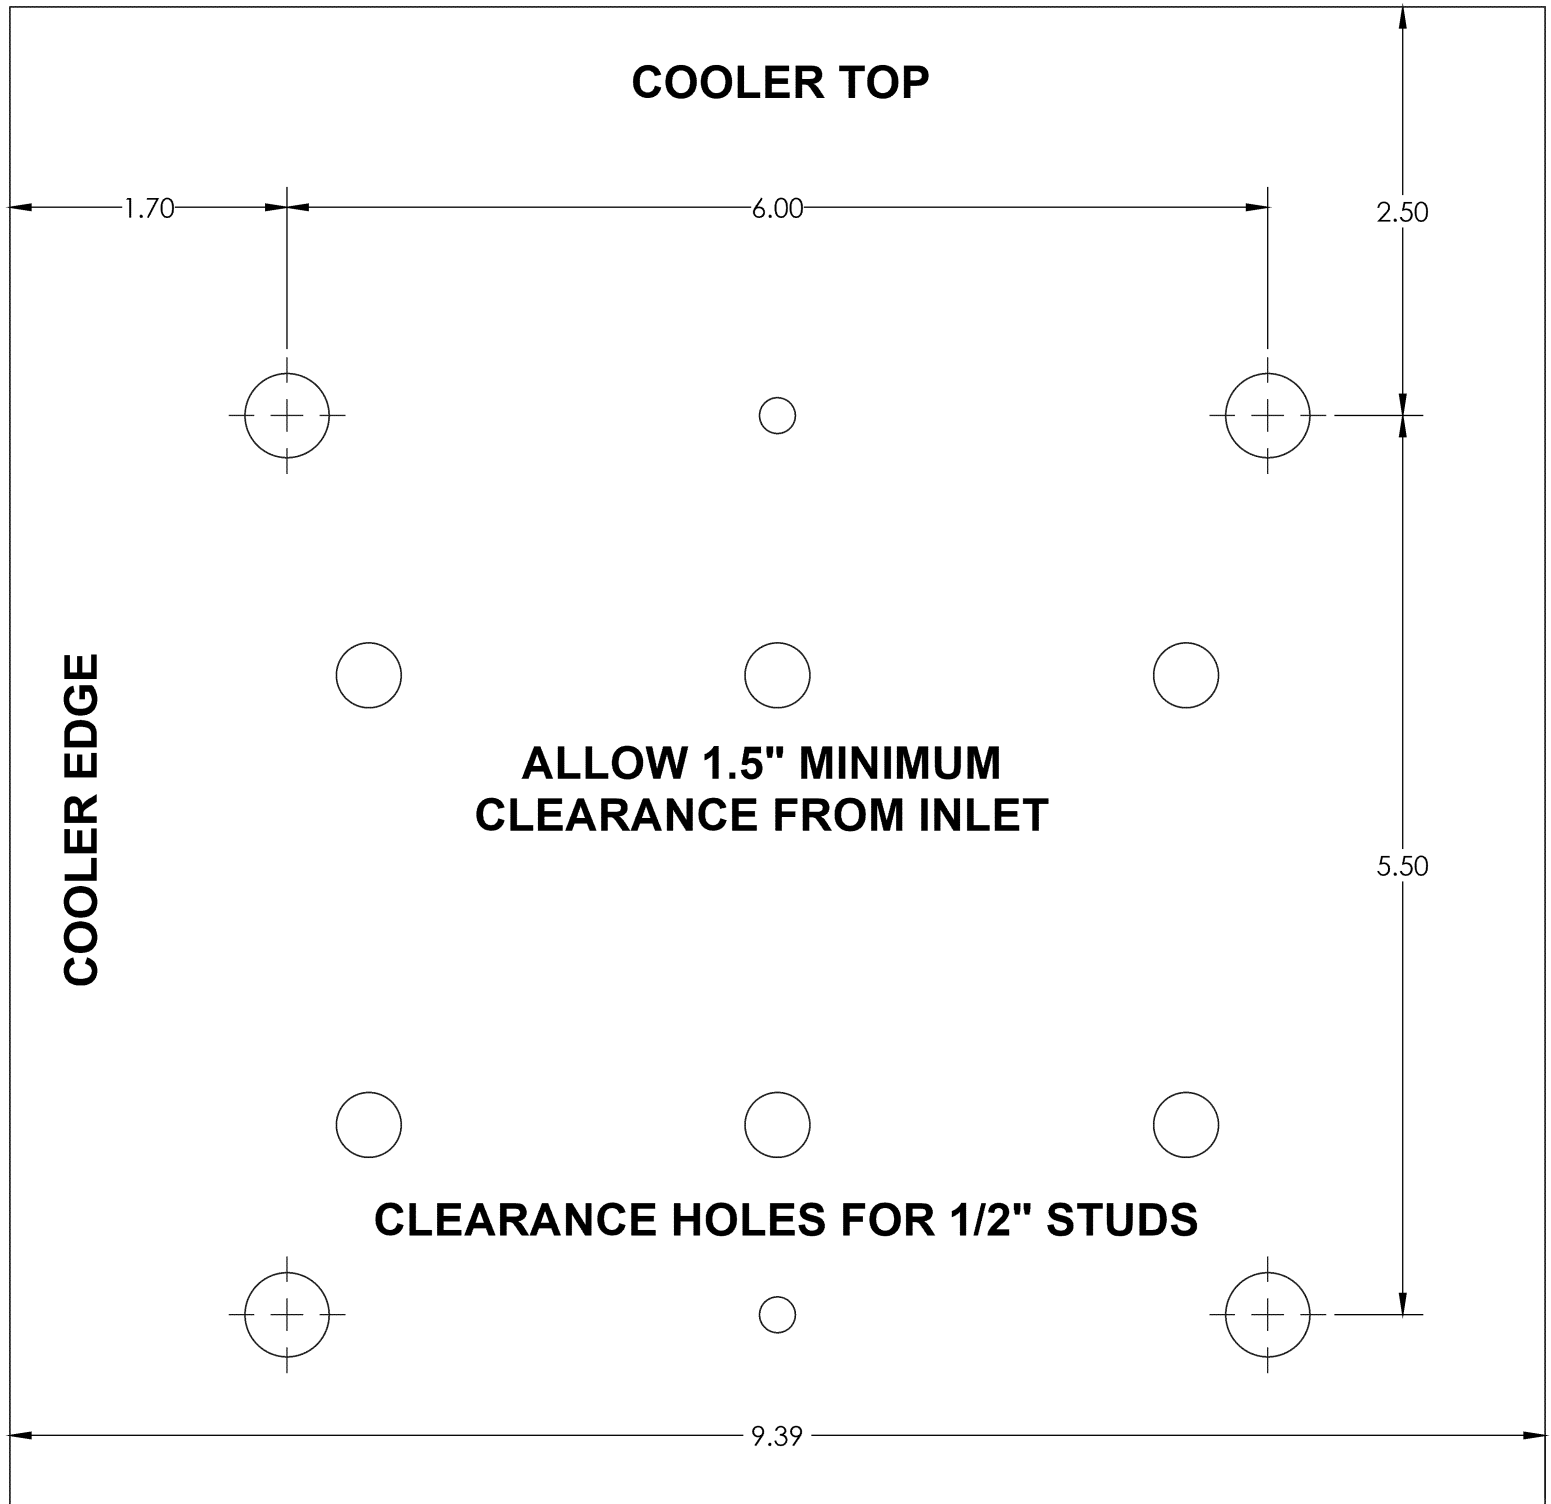 COOLER TOP
1.70
6.00
2.50
COOLER EDGE
ALLOW 1.5" MINIMUM
CLEARANCE FROM INLET
5.50
CLEARANCE HOLES FOR 1/2" STUDS
9.39